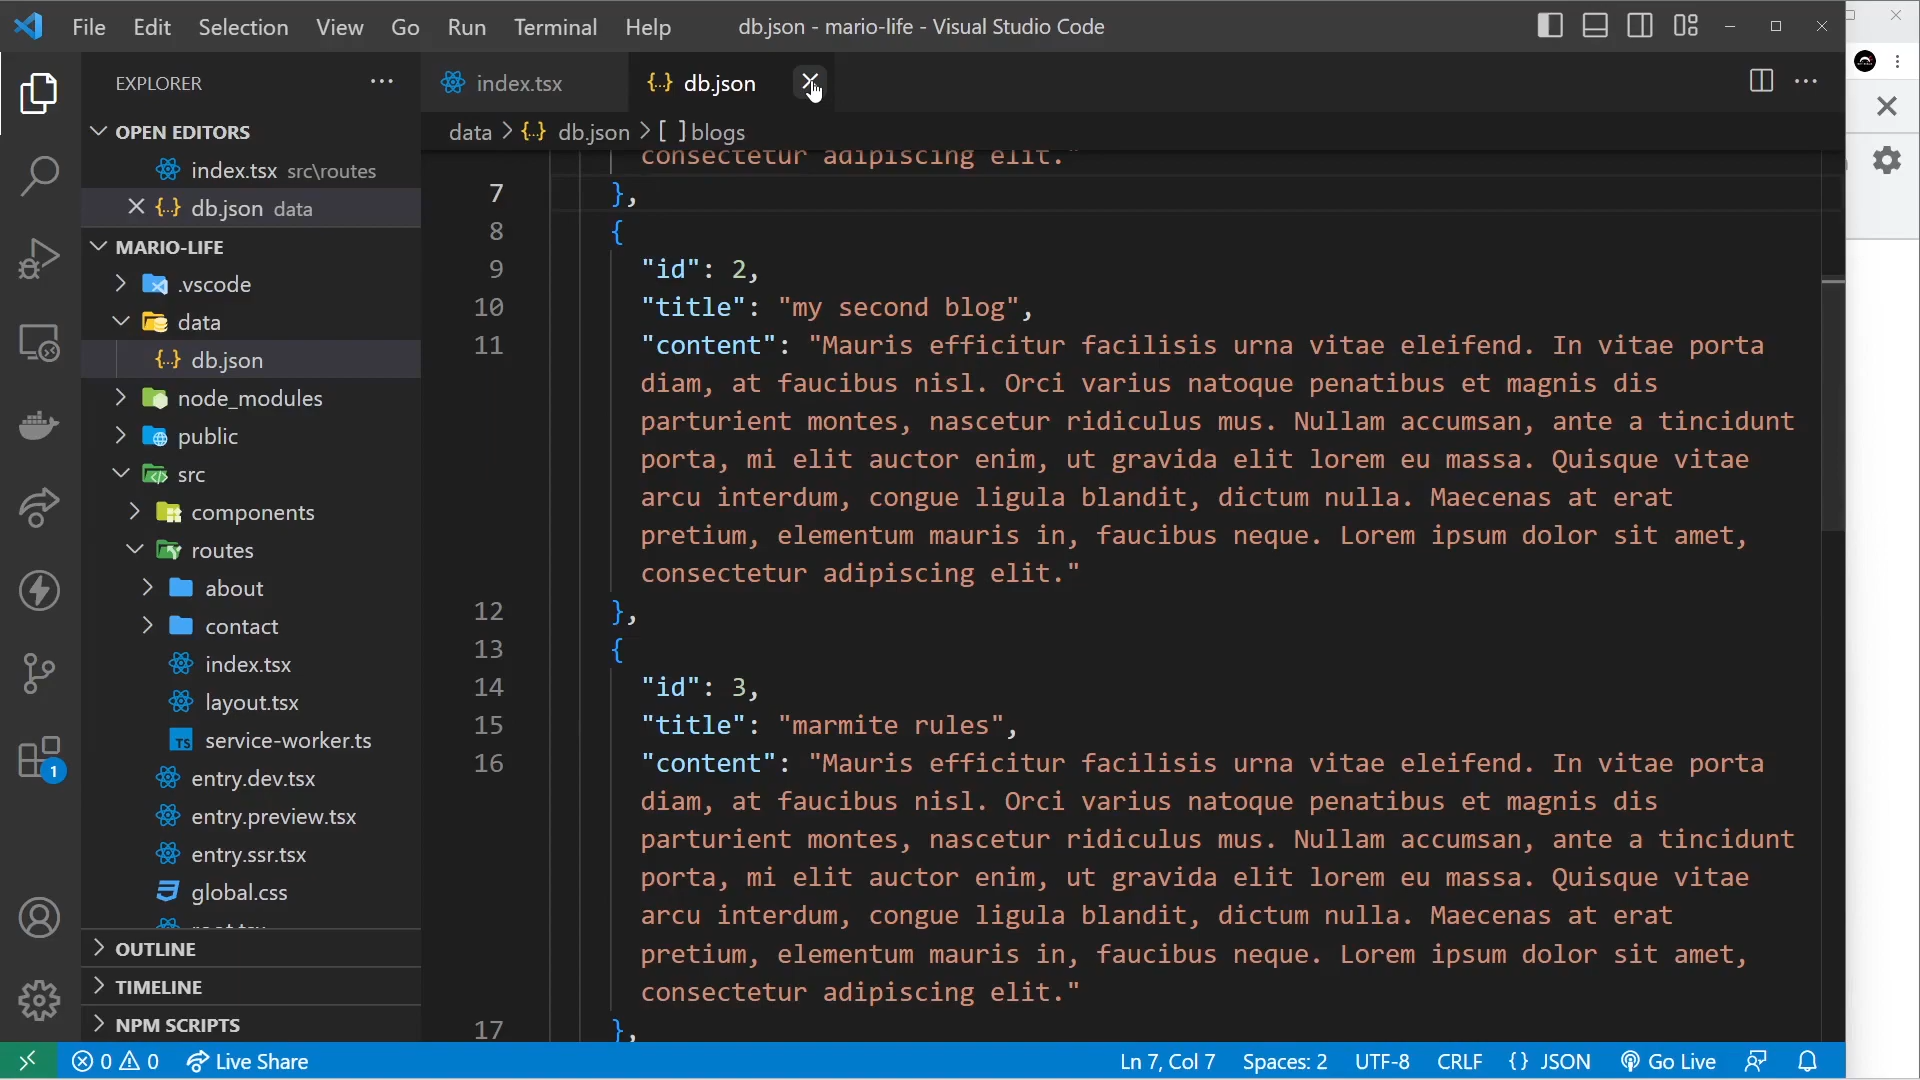 File Edit Selection View Go Run Terminal Help db.json - mario-life - Visual Studio Code
EXPLORER
OPEN EDITORS
index.tsx src\routes
db.json data
MARIO-LIFE
.vscode
data
db.json
node_modules
public
src
components
routes
about
contact
index.tsx
layout.tsx
service-worker.ts
entry.dev.tsx
entry.preview.tsx
entry.ssr.tsx
global.css
OUTLINE
TIMELINE
NPM SCRIPTS
1
index.tsx {..} db.json
data > {..} db.json > [ ] blogs
consectetur adipiscing elit."
7 },
8 {
9 "id": 2,
10 "title": "my second blog",
11 "content": "Mauris efficitur facilisis urna vitae eleifend. In vitae porta
diam, at faucibus nisl. Orci varius natoque penatibus et magnis dis
parturient montes, nascetur ridiculus mus. Nullam accumsan, ante a tincidunt
porta, mi elit auctor enim, ut gravida elit lorem eu massa. Quisque vitae
arcu interdum, congue ligula blandit, dictum nulla. Maecenas at erat
pretium, elementum mauris in, faucibus neque. Lorem ipsum dolor sit amet,
consectetur adipiscing elit."
12 },
13 {
14 "id": 3,
15 "title": "marmite rules",
16 "content": "Mauris efficitur facilisis urna vitae eleifend. In vitae porta
diam, at faucibus nisl. Orci varius natoque penatibus et magnis dis
parturient montes, nascetur ridiculus mus. Nullam accumsan, ante a tincidunt
porta, mi elit auctor enim, ut gravida elit lorem eu massa. Quisque vitae
arcu interdum, congue ligula blandit, dictum nulla. Maecenas at erat
pretium, elementum mauris in, faucibus neque. Lorem ipsum dolor sit amet,
consectetur adipiscing elit."
17 },
0 0 Live Share Ln 7, Col 7 Spaces: 2 UTF-8 CRLF {} JSON Go Live